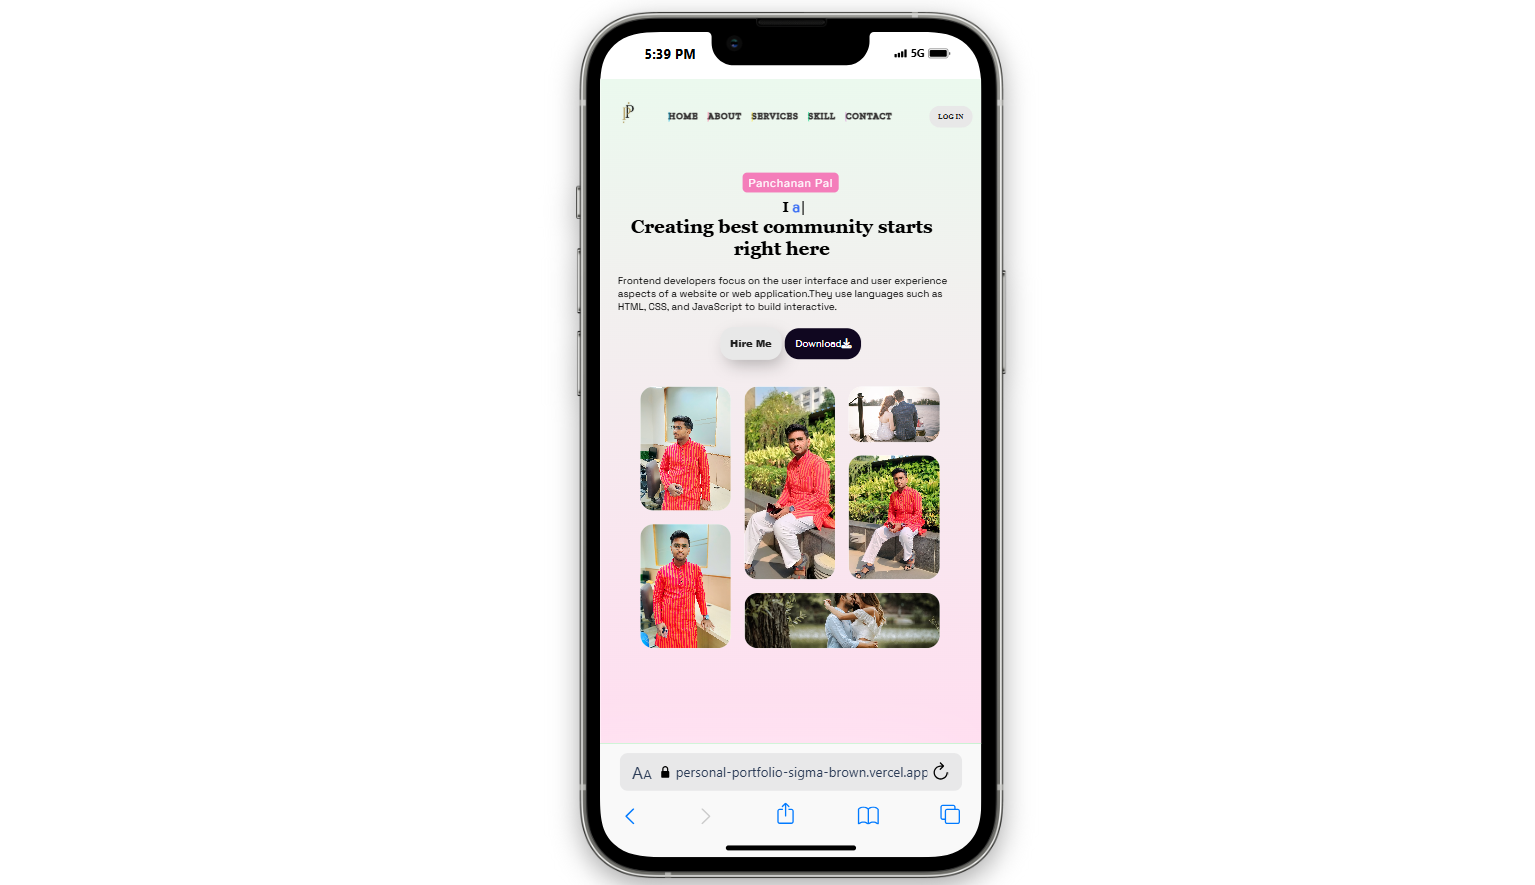 5:39 PM 5G
P
HOME ABOUT SERVICES SKILL CONTACT LOG IN
Panchanan Pal
I a|
Creating best community starts
right here
Frontend developers focus on the user interface and user experience
aspects of a website or web application.They use languages such as
HTML, CSS, and JavaScript to build interactive.
Hire Me Download
AA personal-portfolio-sigma-brown.vercel.app